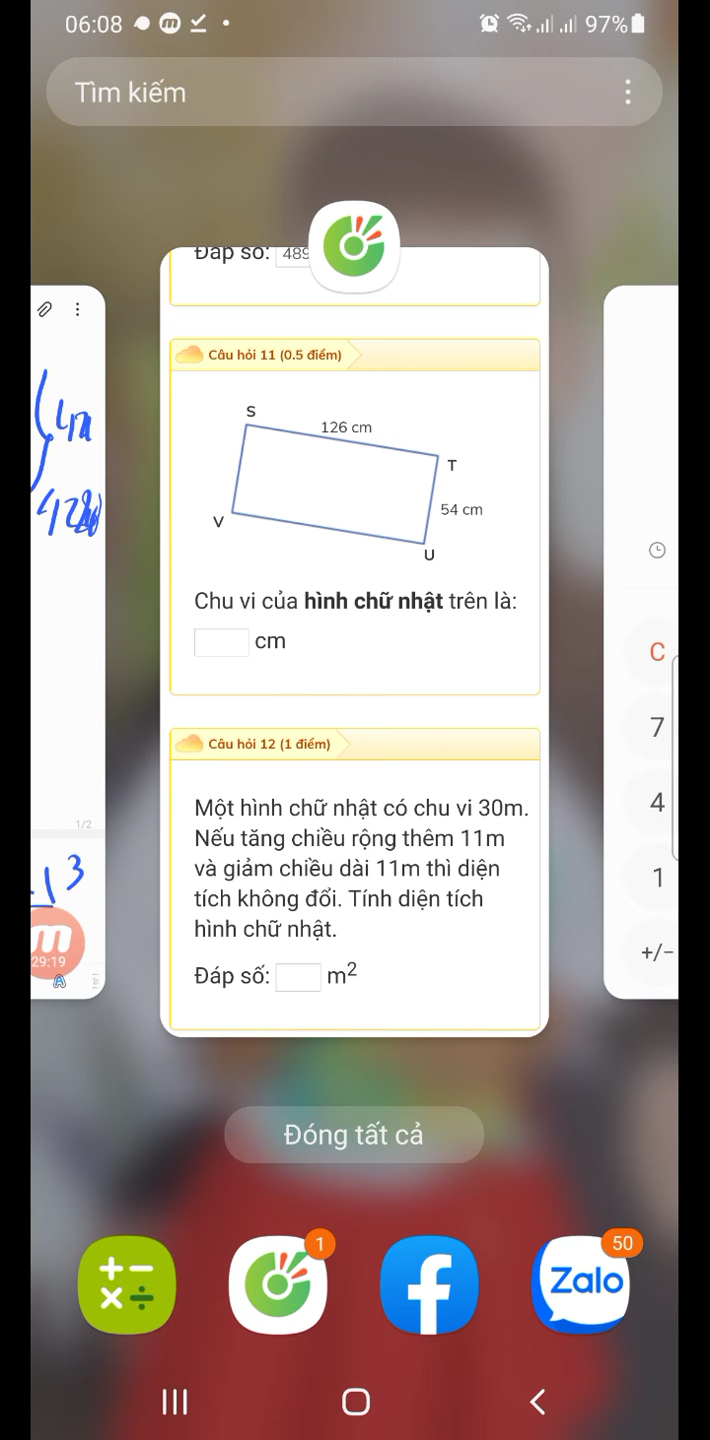 06:08
97%
Tìm kiếm
Đáp số: 489
Câu hỏi 11 (0.5 điểm)
S
126 cm
T
54 cm
V
U
Chu vi của hình chữ nhật trên là:
cm
Câu hỏi 12 (1 điểm)
Một hình chữ nhật có chu vi 30m.
Nếu tăng chiều rộng thêm 11m
và giảm chiều dài 11m thì diện
tích không đổi. Tính diện tích
hình chữ nhật.
Đáp số: m²
1/2
29:19
A
C
7
4
1
+/−
Đóng tất cả
1
50
Zalo